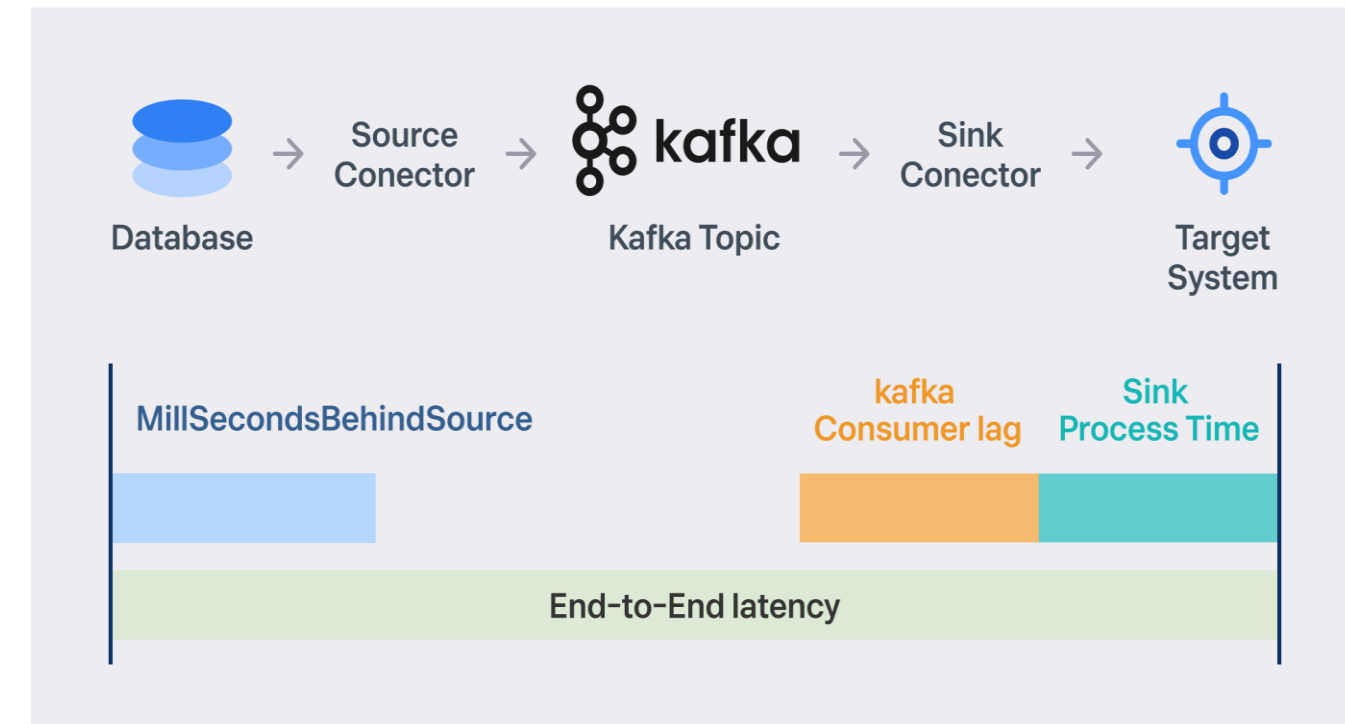 Source
Conector
kafka
Sink
Conector
Database
Kafka Topic
Target
System
MillSecondsBehindSource
kafka
Consumer lag
Sink
Process Time
End-to-End latency